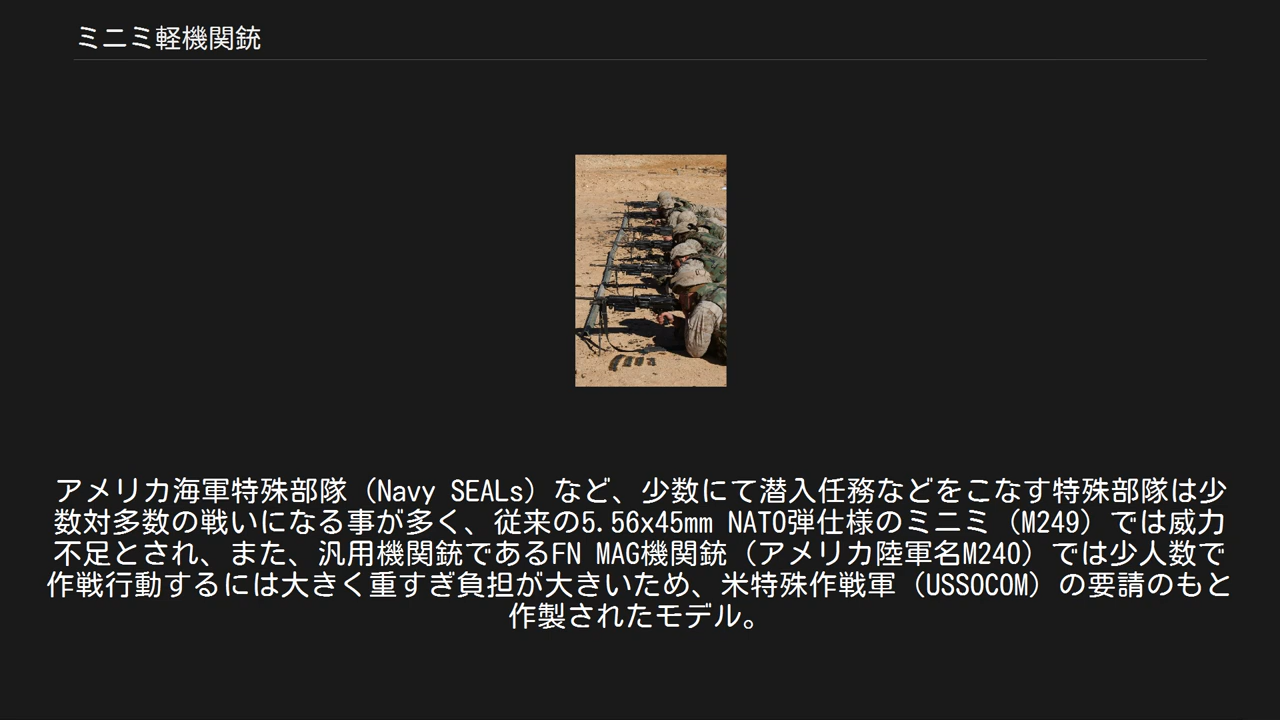 ミニミ軽機関銃
アメリカ海軍特殊部隊（Navy SEALs）など、少数にて潜入任務などをこなす特殊部隊は少
数対多数の戦いになる事が多く、従来の5.56x45mm NATO弾仕様のミニミ（M249）では威力
不足とされ、また、汎用機関銃であるFN MAG機関銃（アメリカ陸軍名M240）では少人数で
作戦行動するには大きく重すぎ負担が大きいため、米特殊作戦軍（USSOCOM）の要請のもと
作製されたモデル。